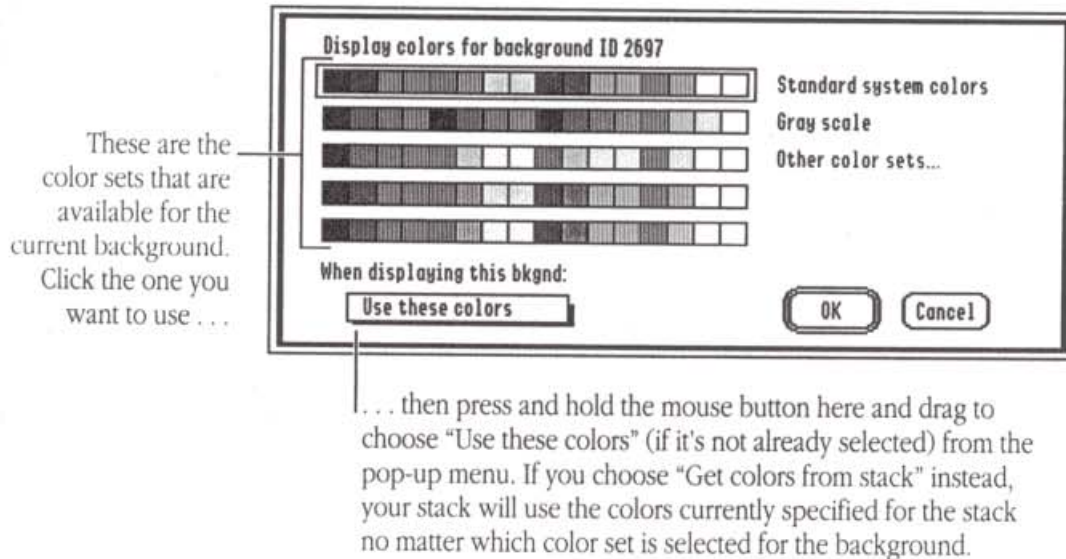 Display colors for background ID 2697
Standard system colors
Gray scale
Other color sets...
These are the
color sets that are
available for the
current background.
Click the one you
want to use . . .
When displaying this bkgnd:
Use these colors
OK
Cancel
. . . then press and hold the mouse button here and drag to
choose “Use these colors” (if it's not already selected) from the
pop-up menu. If you choose “Get colors from stack” instead,
your stack will use the colors currently specified for the stack
no matter which color set is selected for the background.